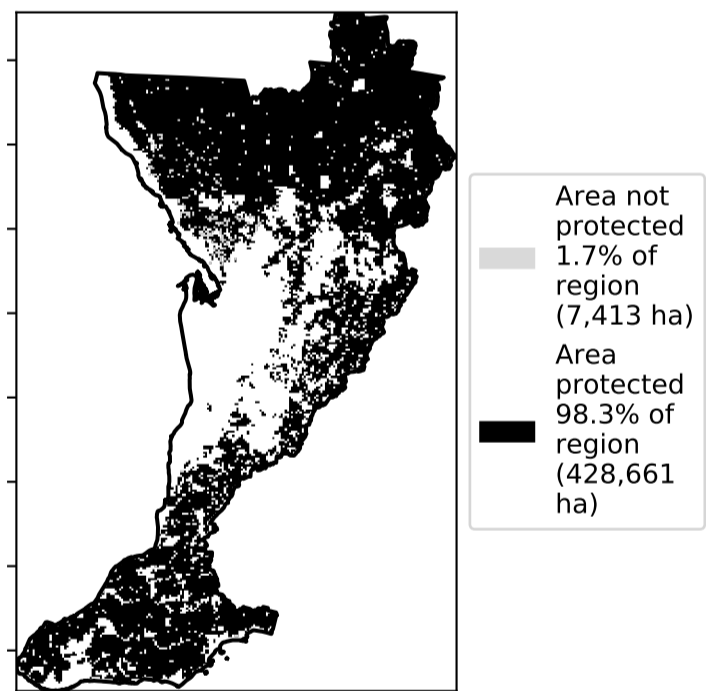 Area not
protected
1.7% of
region
(7,413 ha)
Area
protected
98.3% of
region
(428,661
ha)